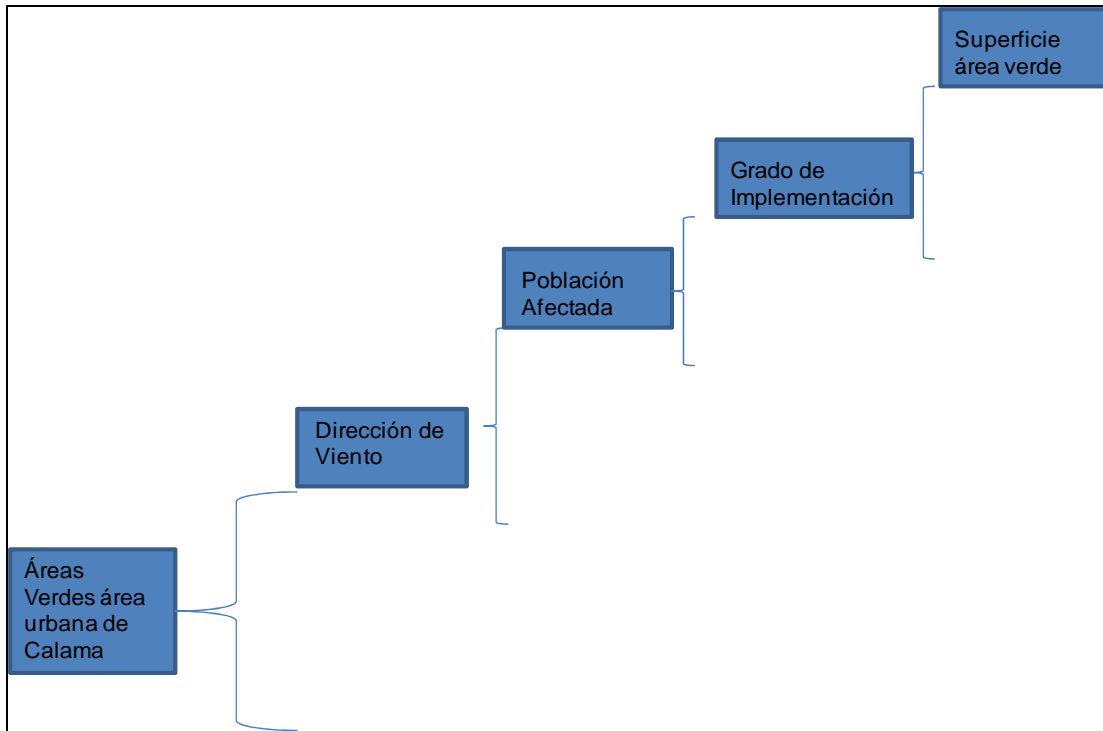 Superficie
área verde
Grado de
Implementación
Población
Afectada
Dirección de
Viento
Áreas
Verdes área
urbana de
Calama